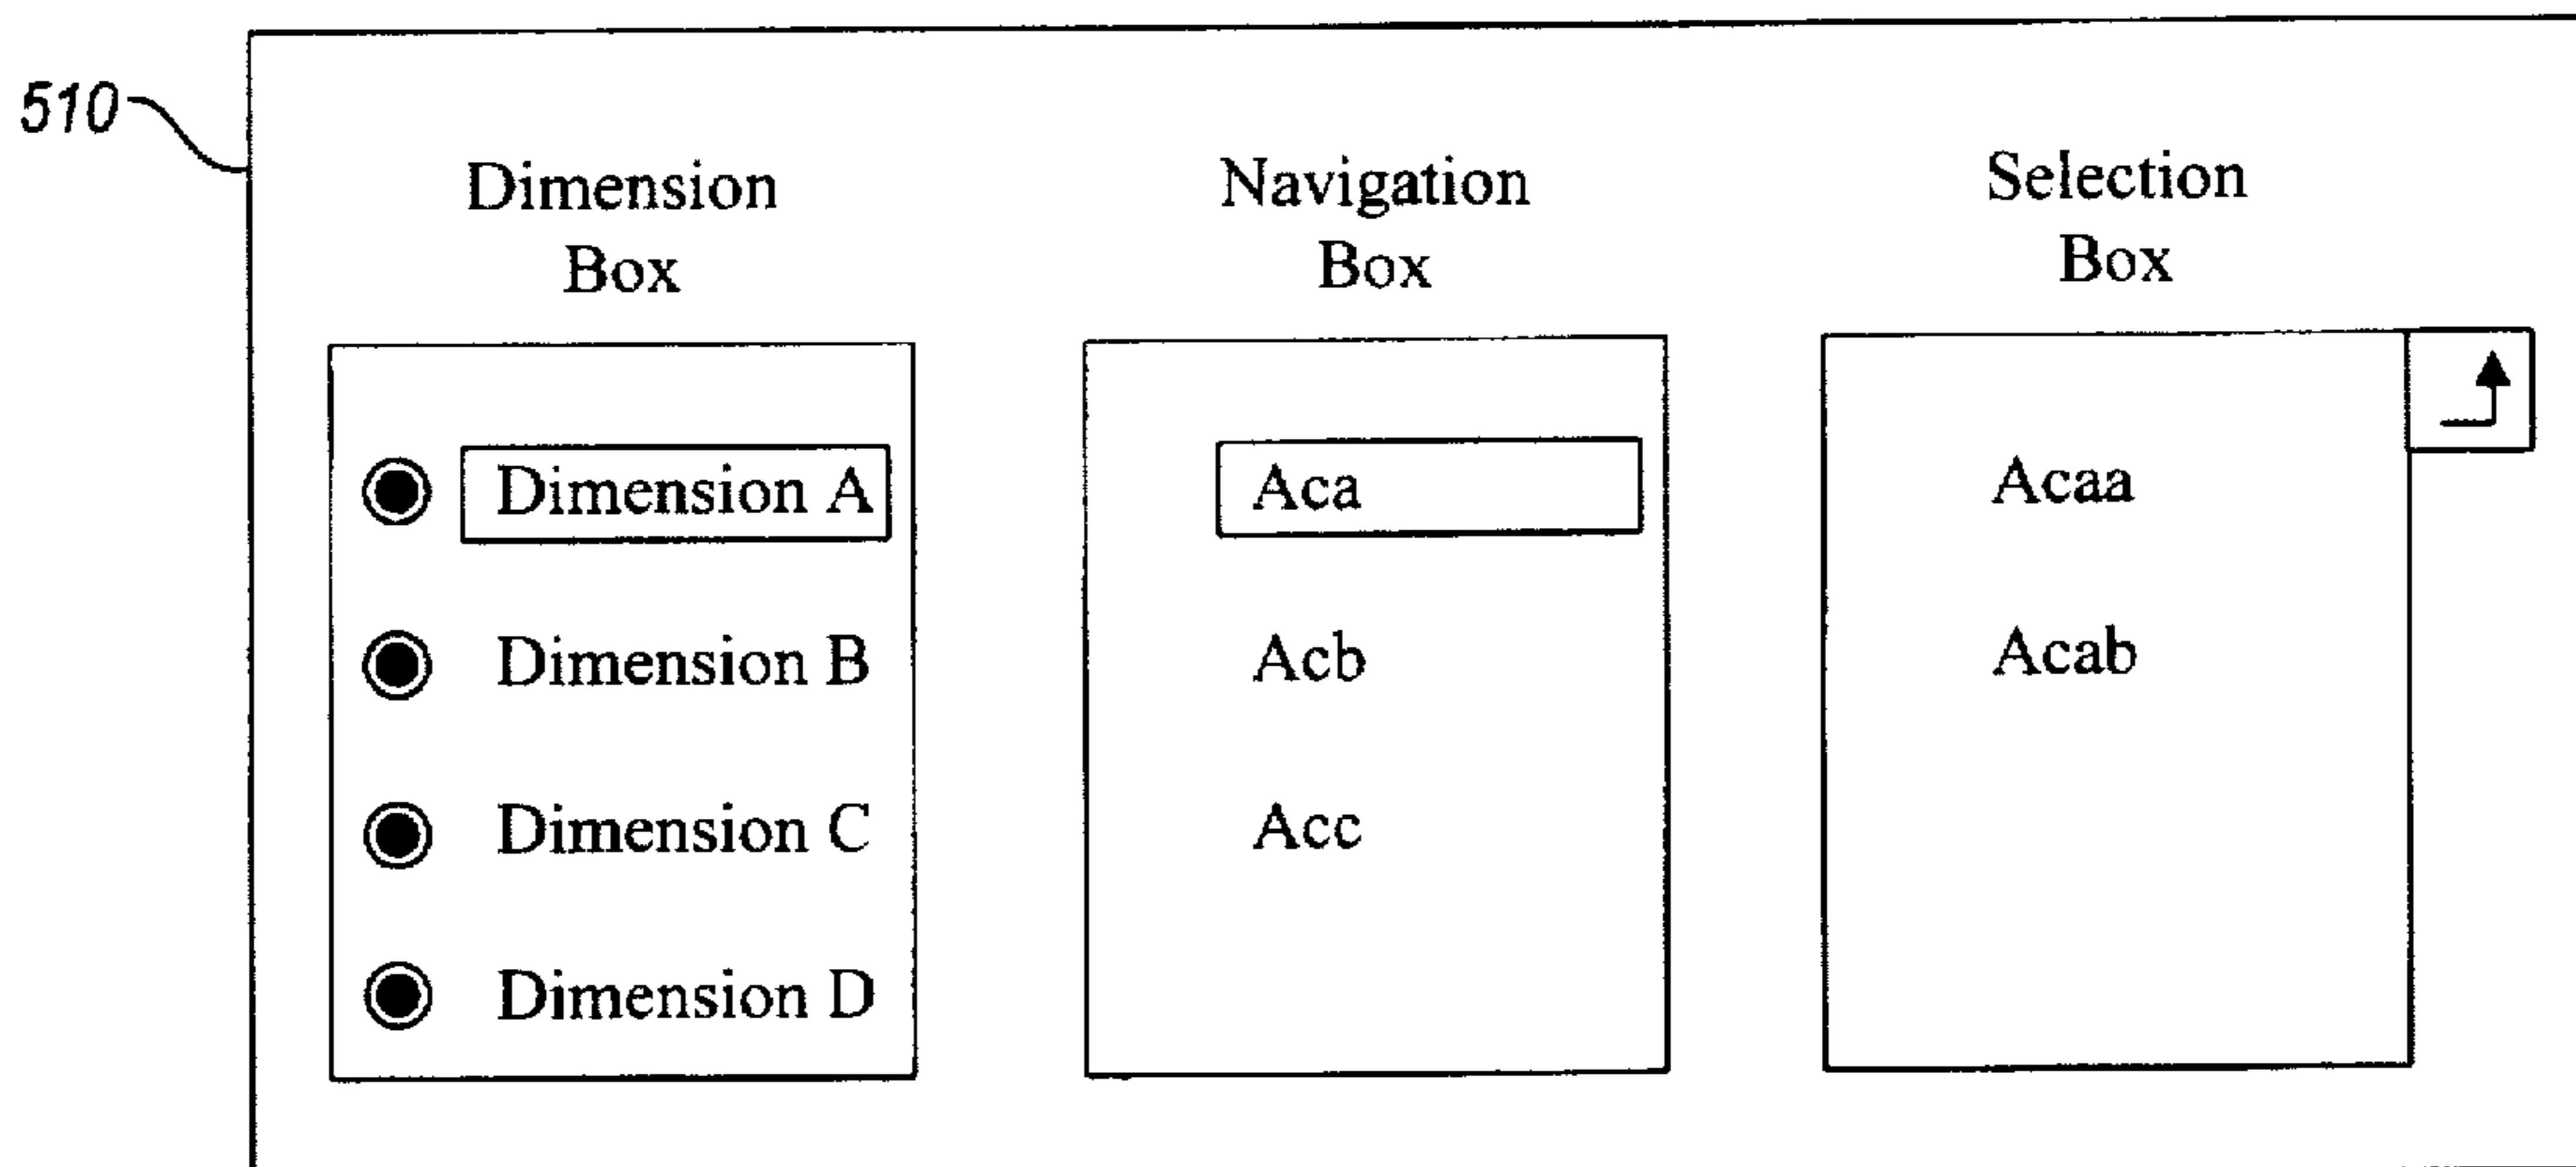 510
Dimension
Box
Navigation
Box
Selection
Box
Dimension A
Dimension B
Dimension C
Dimension D
Aca
Acb
Acc
Acaa
Acab